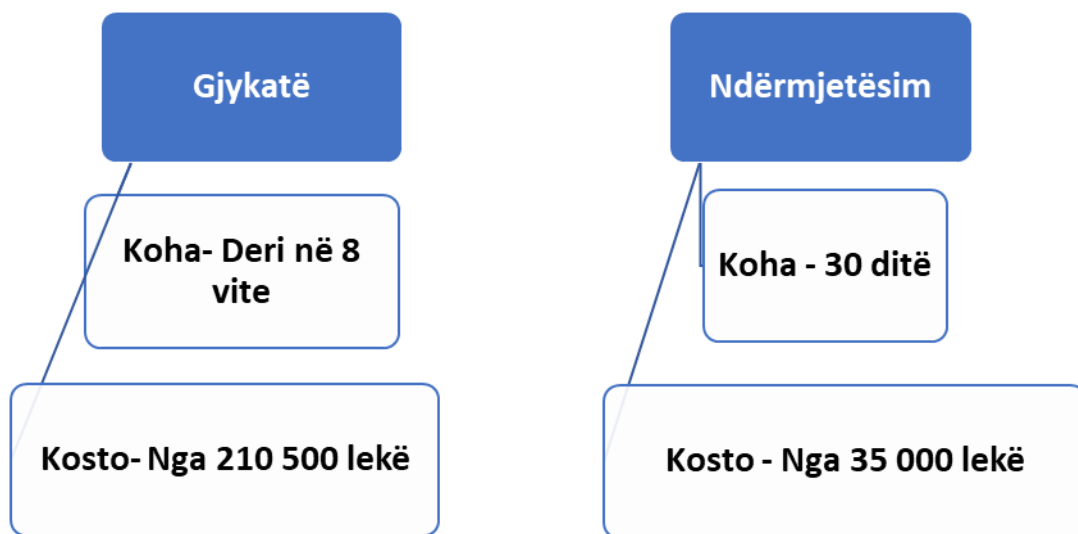 Gjykatë
Koha- Deri në 8
vite
Kosto- Nga 210 500 lekë
Ndërmjetësim
Koha - 30 ditë
Kosto - Nga 35 000 lekë